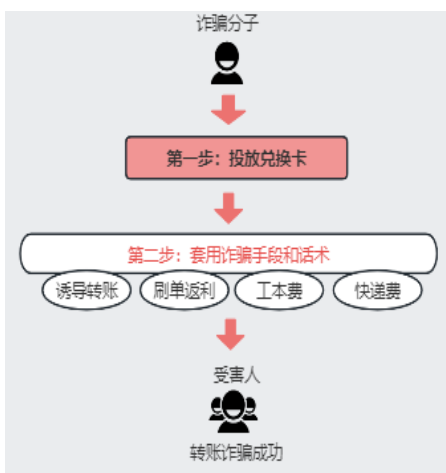 诈骗分子
第一步：投放兑换卡
第二步：套用诈骗手段和话术
诱导转账 刷单返利 工本费 快递费
受害人
转账诈骗成功